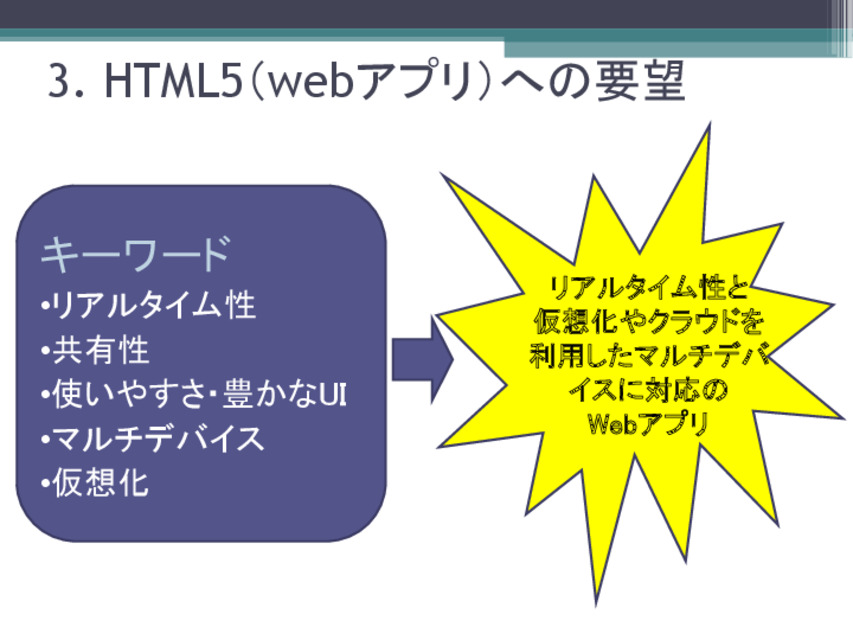 3. HTML5(webアプリ)への要望
キーワード
•リアルタイム性
•共有性
•使いやすさ・豊かなUI
•マルチデバイス
•仮想化
リアルタイム性と
仮想化やクラウドを
利用したマルチデバ
イスに対応の
Webアプリ